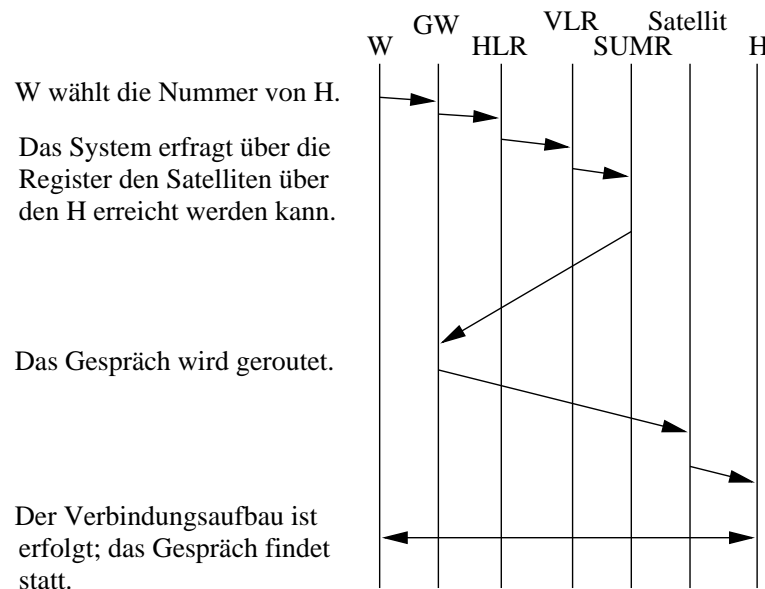 GW
VLR
Satellit
W
HLR
SUMR
H
W wählt die Nummer von H.
Das System erfragt über die
Register den Satelliten über
den H erreicht werden kann.
Das Gespräch wird geroutet.
Der Verbindungsaufbau ist
erfolgt; das Gespräch findet
statt.